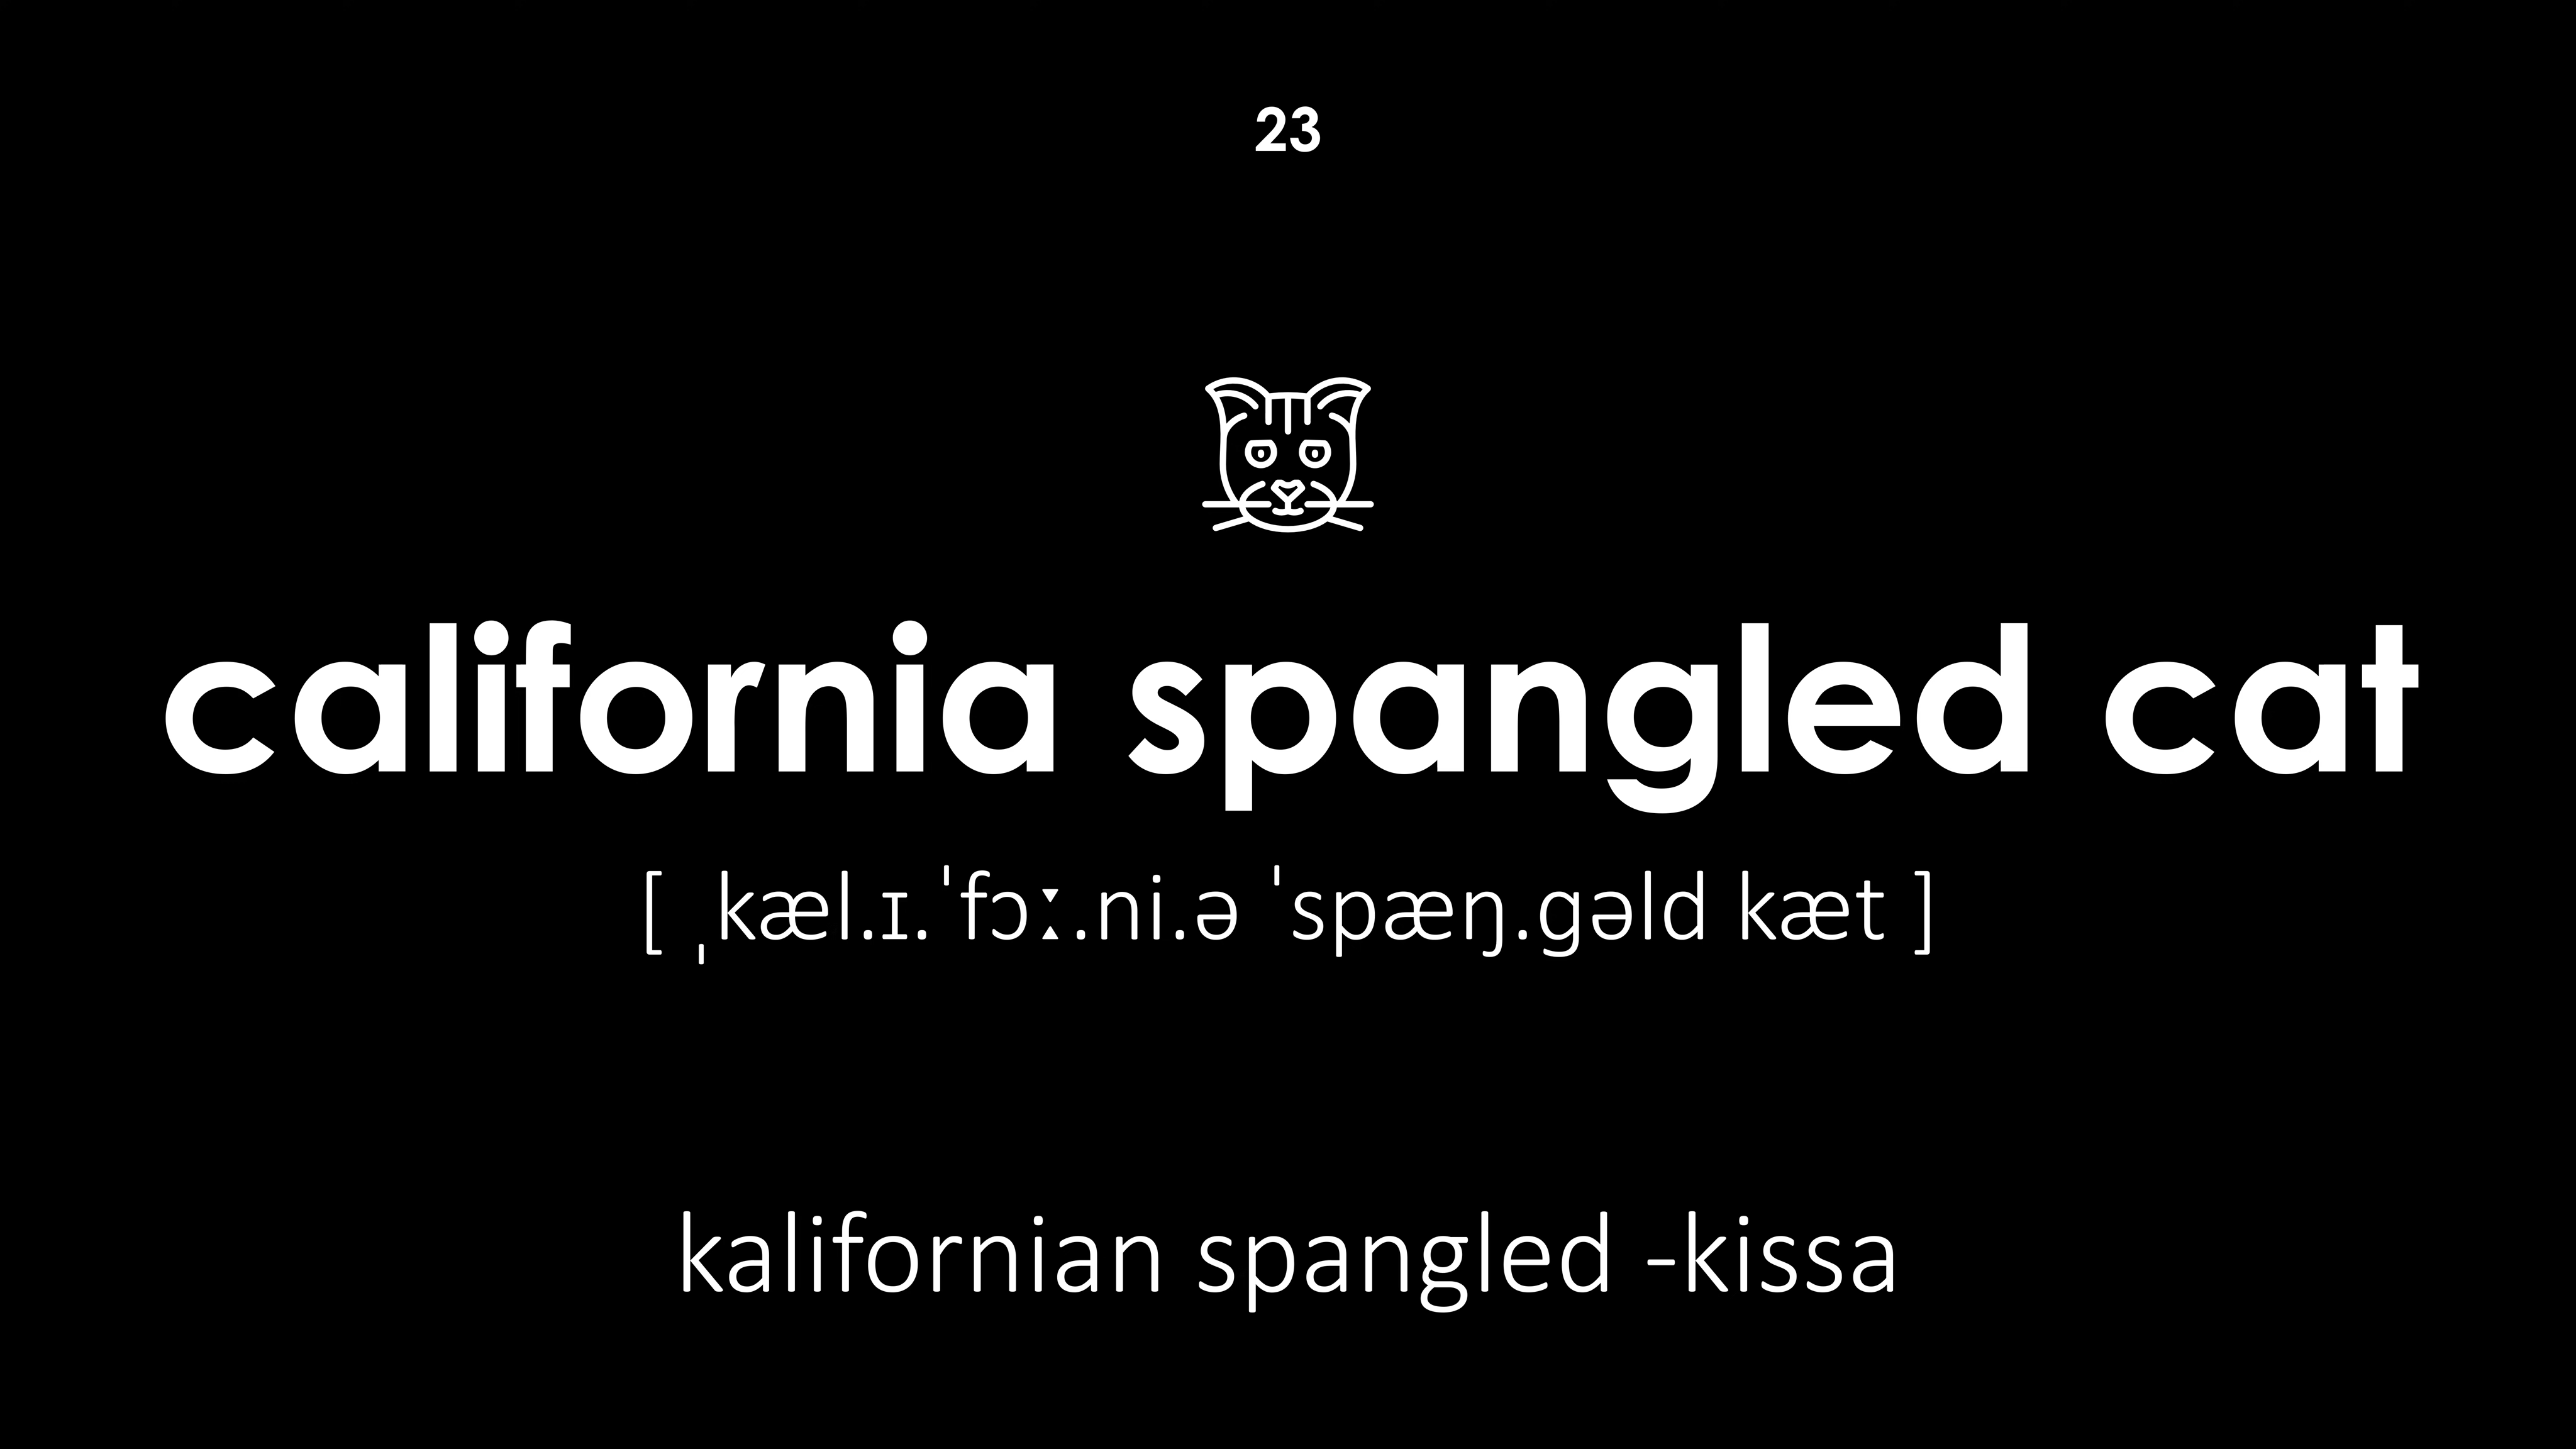 23
california spangled cat
[ ˌkæl.ɪ.ˈfɔː.ni.ə ˈspæŋ.gəld kæt ]
kalifornian spangled -kissa